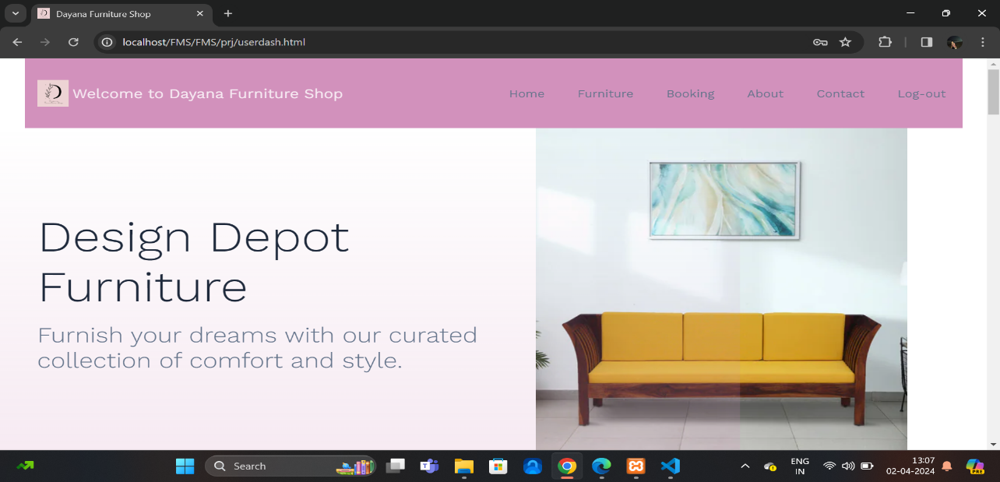 Dayana Furniture Shop
localhost/FMS/FMS/prj/userdash.html
D
Welcome to Dayana Furniture Shop
Home Furniture Booking About Contact Log-out
Design Depot
Furniture
Furnish your dreams with our curated
collection of comfort and style.
Search
ENG
IN
13:07
02-04-2024
PRE